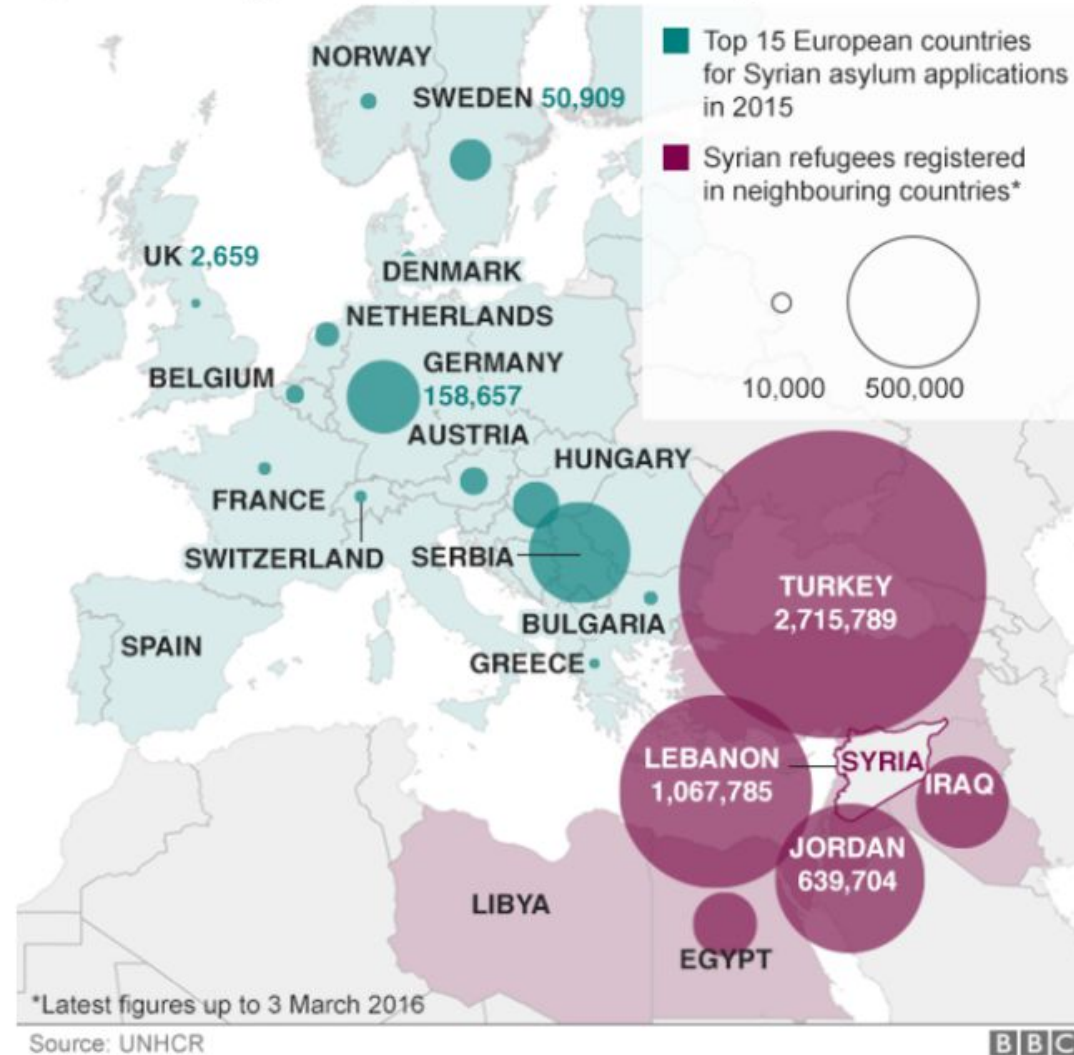 Top 15 European countries
for Syrian asylum applications
in 2015
Syrian refugees registered
in neighbouring countries*
10,000
500,000
NORWAY
SWEDEN 50,909
UK 2,659
DENMARK
NETHERLANDS
GERMANY
158,657
BELGIUM
AUSTRIA
HUNGARY
FRANCE
SWITZERLAND
SERBIA
BULGARIA
SPAIN
GREECE
TURKEY
2,715,789
LEBANON
1,067,785
SYRIA
IRAQ
JORDAN
639,704
LIBYA
EGYPT
*Latest figures up to 3 March 2016
Source: UNHCR
BBC